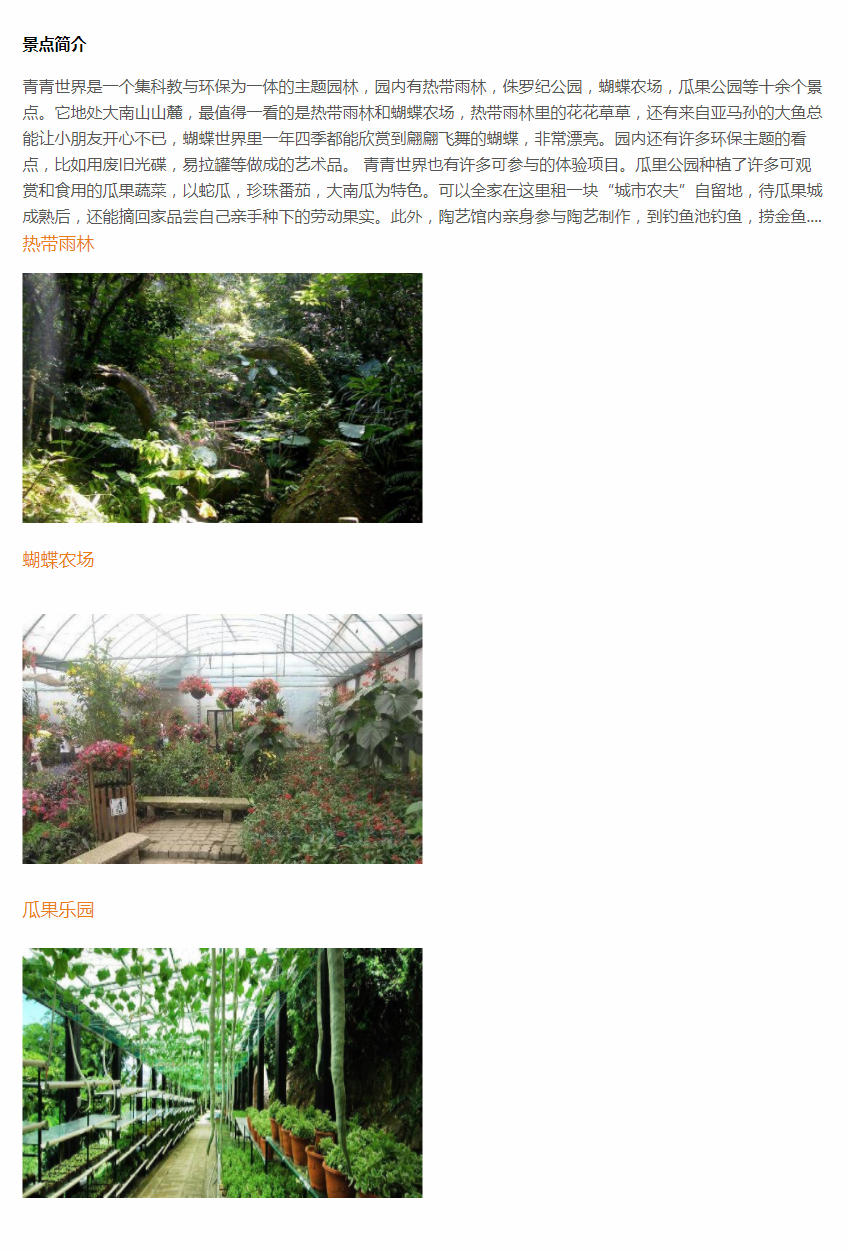 景点简介
青青世界是一个集科教与环保为一体的主题园林，园内有热带雨林，侏罗纪公园，蝴蝶农场，瓜果公园等十余个景
点。它地处大南山山麓，最值得一看的是热带雨林和蝴蝶农场，热带雨林里的花花草草，还有来自亚马孙的大鱼总
能让小朋友开心不已，蝴蝶世界里一年四季都能欣赏到翩翩飞舞的蝴蝶，非常漂亮。园内还有许多环保主题的看
点，比如用废旧光碟，易拉罐等做成的艺术品。 青青世界也有许多可参与的体验项目。瓜里公园种植了许多可观
赏和食用的瓜果蔬菜，以蛇瓜，珍珠番茄，大南瓜为特色。可以全家在这里租一块“城市农夫”自留地，待瓜果城
成熟后，还能摘回家品尝自己亲手种下的劳动果实。此外，陶艺馆内亲身参与陶艺制作，到钓鱼池钓鱼，捞金鱼....
热带雨林
蝴蝶农场
瓜果乐园